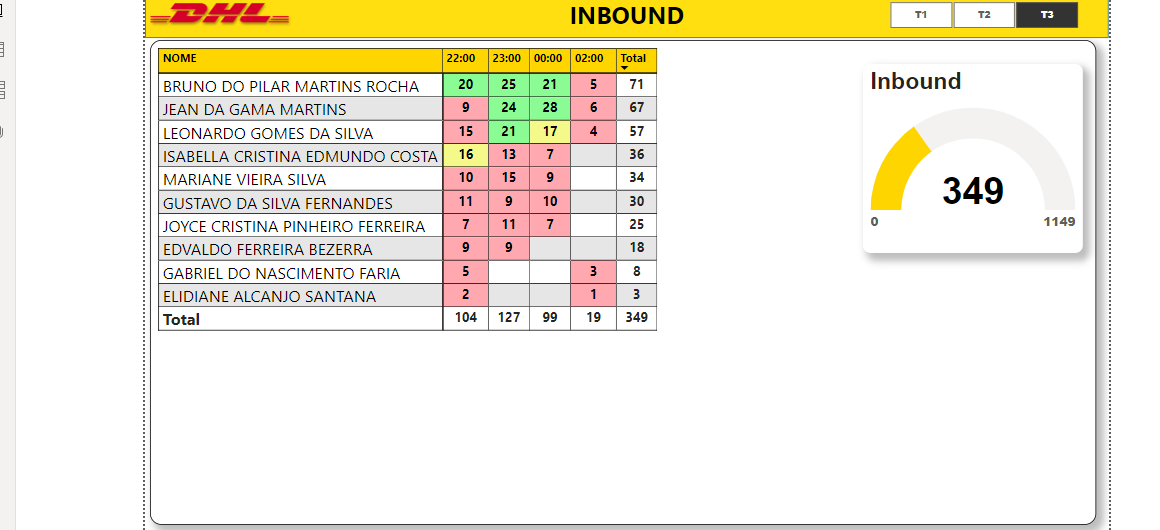 DHL INBOUND T1 T2 T3
NOME 22:00 23:00 00:00 02:00 Total
BRUNO DO PILAR MARTINS ROCHA 20 25 21 5 71
JEAN DA GAMA MARTINS 9 24 28 6 67
LEONARDO GOMES DA SILVA 15 21 17 4 57
ISABELLA CRISTINA EDMUNDO COSTA 16 13 7 36
MARIANE VIEIRA SILVA 10 15 9 34
GUSTAVO DA SILVA FERNANDES 11 9 10 30
JOYCE CRISTINA PINHEIRO FERREIRA 7 11 7 25
EDVALDO FERREIRA BEZERRA 9 9 18
GABRIEL DO NASCIMENTO FARIA 5 3 8
ELIDIANE ALCANJO SANTANA 2 1 3
Total 104 127 99 19 349
Inbound
349
0 1149